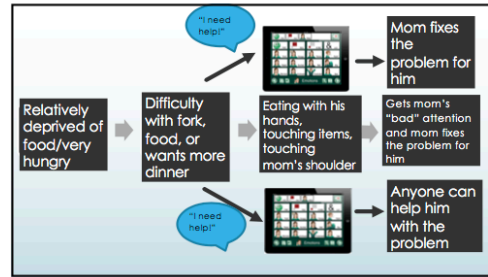 "I need
help!"
Mom fixes
the
problem for
him
Relatively
deprived of
food/very
hungry
Difficulty
with fork,
food, or
wants more
dinner
Eating with his
hands,
touching items,
touching
mom's shoulder
Gets mom's
"bad" attention
and mom fixes
the problem for
him
"I need
help!"
Anyone can
help him
with the
problem